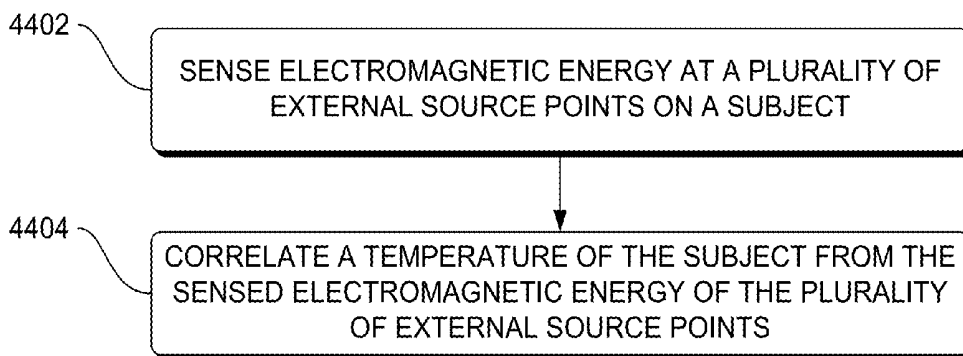 4402
SENSE ELECTROMAGNETIC ENERGY AT A PLURALITY OF
EXTERNAL SOURCE POINTS ON A SUBJECT
4404
CORRELATE A TEMPERATURE OF THE SUBJECT FROM THE
SENSED ELECTROMAGNETIC ENERGY OF THE PLURALITY
OF EXTERNAL SOURCE POINTS